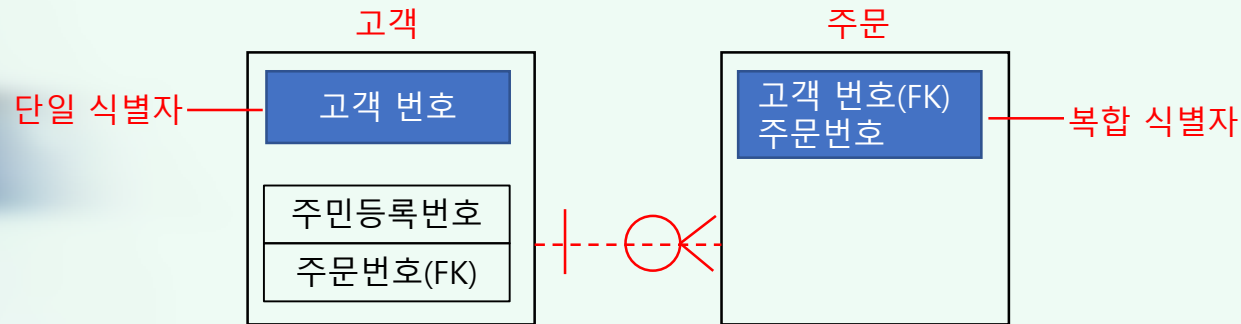 고객
주문
단일 식별자
고객 번호
주민등록번호
주문번호(FK)
고객 번호(FK)
주문번호
복합 식별자